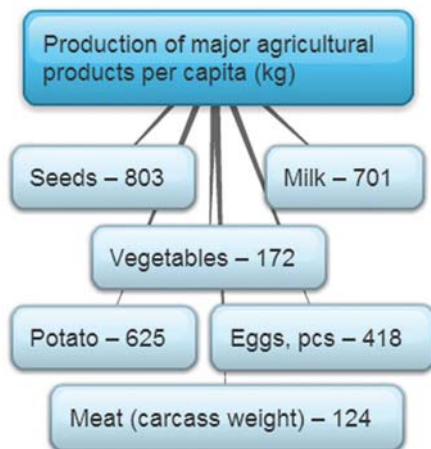 Production of major agricultural
products per capita (kg)
Seeds – 803
Milk – 701
Vegetables – 172
Potato – 625
Eggs, pcs – 418
Meat (carcass weight) – 124